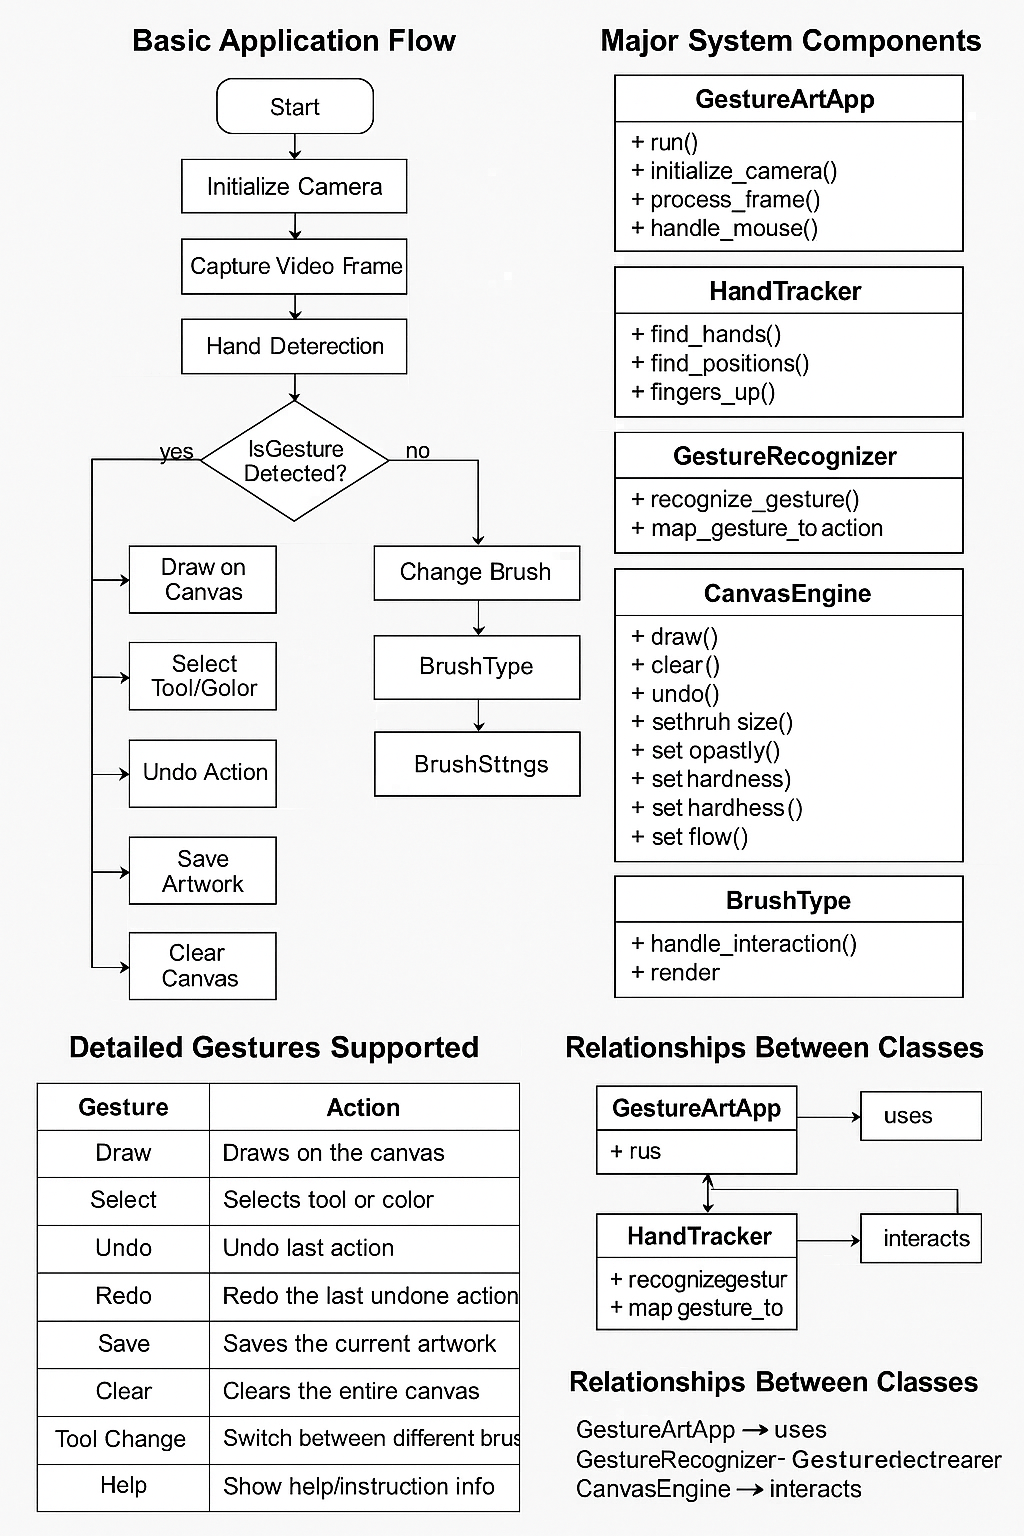 Basic Application Flow
Start
Initialize Camera
Capture Video Frame
Hand Deterection
IsGesture
Detected?
yes
no
Draw on
Canvas
Select
Tool/Golor
Undo Action
Save
Artwork
Clear
Canvas
Change Brush
BrushType
BrushSttngs
Major System Components
GestureArtApp
+ run()
+ initialize_camera()
+ process_frame()
+ handle_mouse()
HandTracker
+ find_hands()
+ find_positions()
+ fingers_up()
GestureRecognizer
+ recognize_gesture()
+ map_gesture_to action
CanvasEngine
+ draw()
+ clear()
+ undo()
+ sethruh size()
+ set opastly()
+ set hardness)
+ set hardhess()
+ set flow()
BrushType
+ handle_interaction()
+ render
Detailed Gestures Supported
Gesture Action
Draw Draws on the canvas
Select Selects tool or color
Undo Undo last action
Redo Redo the last undone action
Save Saves the current artwork
Clear Clears the entire canvas
Tool Change Switch between different brus
Help Show help/instruction info
Relationships Between Classes
GestureArtApp
+ rus
uses
HandTracker
+ recognizegestur
+ map gesture_to
interacts
Relationships Between Classes
GestureArtApp → uses
GestureRecognizer- Gesturedectrearer
CanvasEngine → interacts